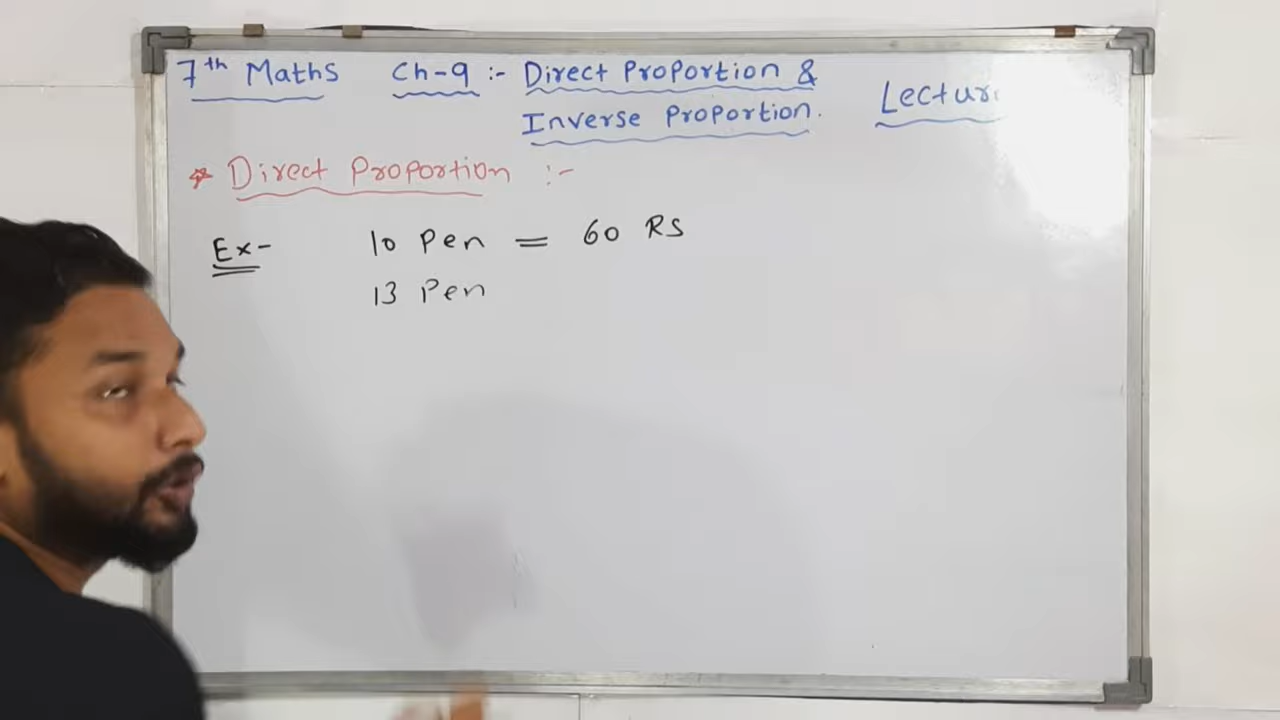 7th Maths Ch-9 :- Direct Proportion &
Inverse Proportion.
* Direct Proportion :-
Ex- 10 Pen = 60 RS
13 Pen